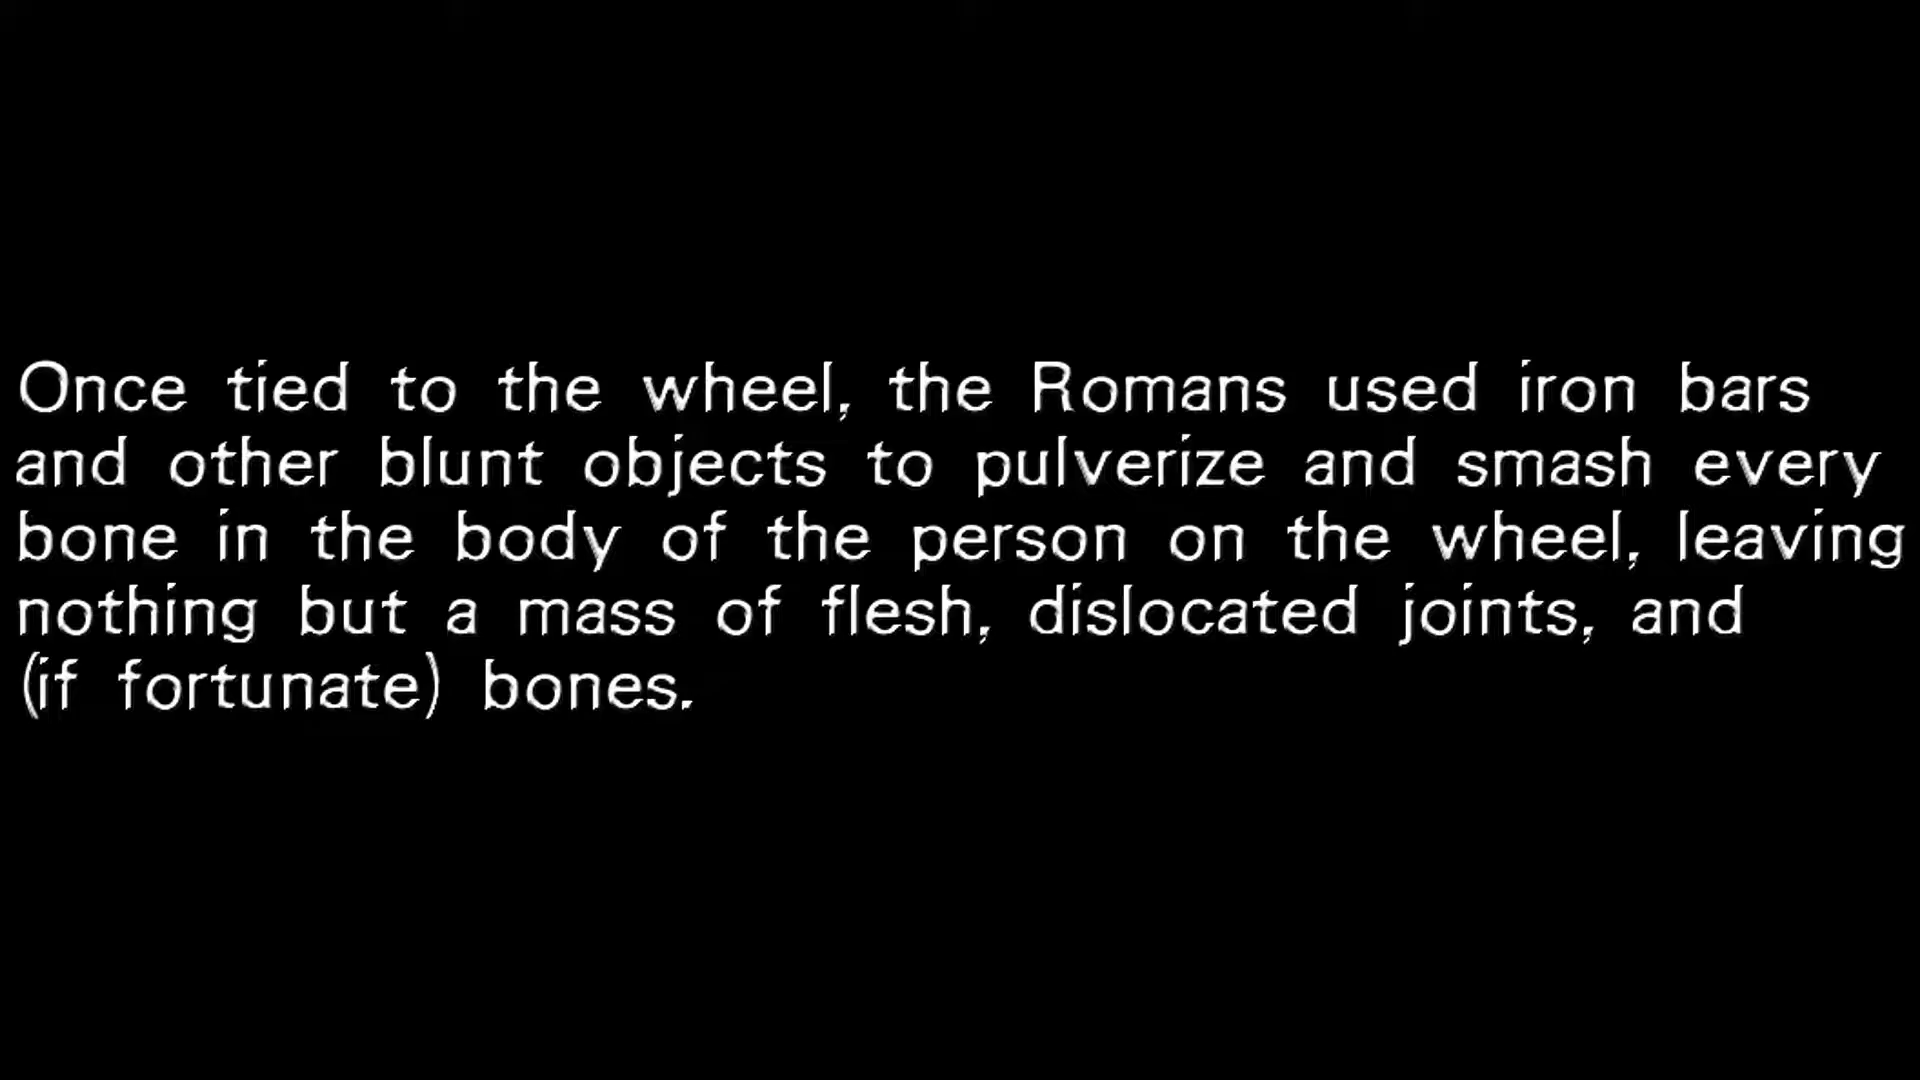 Once tied to the wheel, the Romans used iron bars
and other blunt objects to pulverize and smash every
bone in the body of the person on the wheel, leaving
nothing but a mass of flesh, dislocated joints, and
(if fortunate) bones.